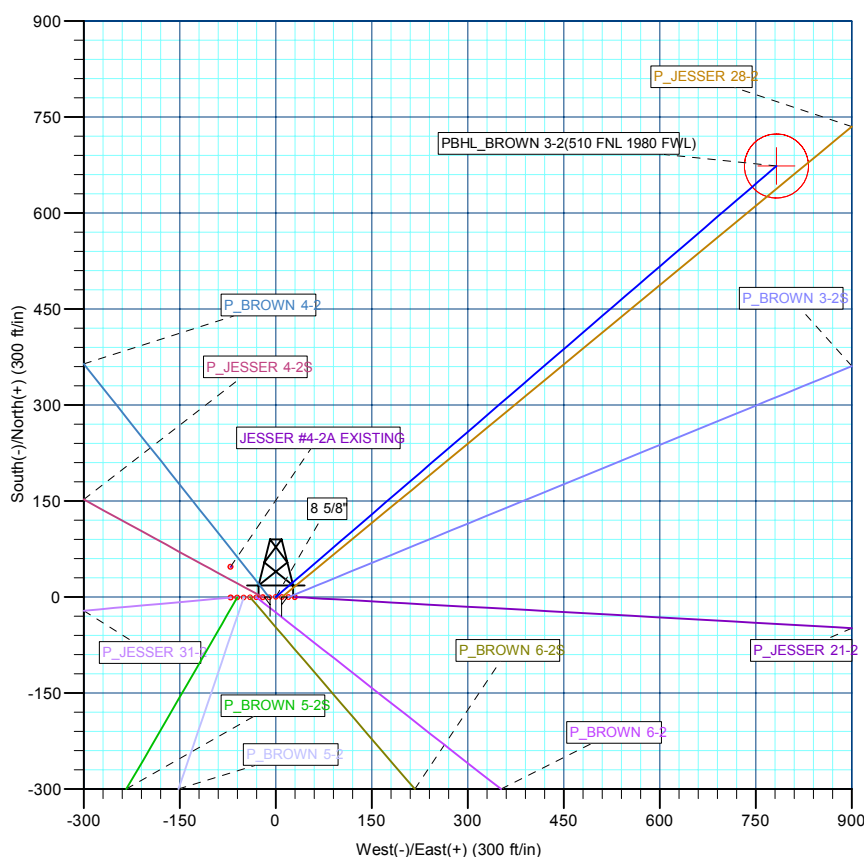 900
750
600
450
300
150
0
-150
-300
South(-)/North(+) (300 ft/in)
P_JESSER 28-2
PBHL_BROWN 3-2(510 FNL 1980 FWL)
P_BROWN 4-2
P_BROWN 3-2S
P_JESSER 4-2S
JESSER #4-2A EXISTING
8 5/8"
P_JESSER 31-2
P_BROWN 6-2S
P_JESSER 21-2
P_BROWN 5-2S
P_BROWN 6-2
P_BROWN 5-2
-300
-150
0
150
300
450
600
750
900
West(-)/East(+) (300 ft/in)